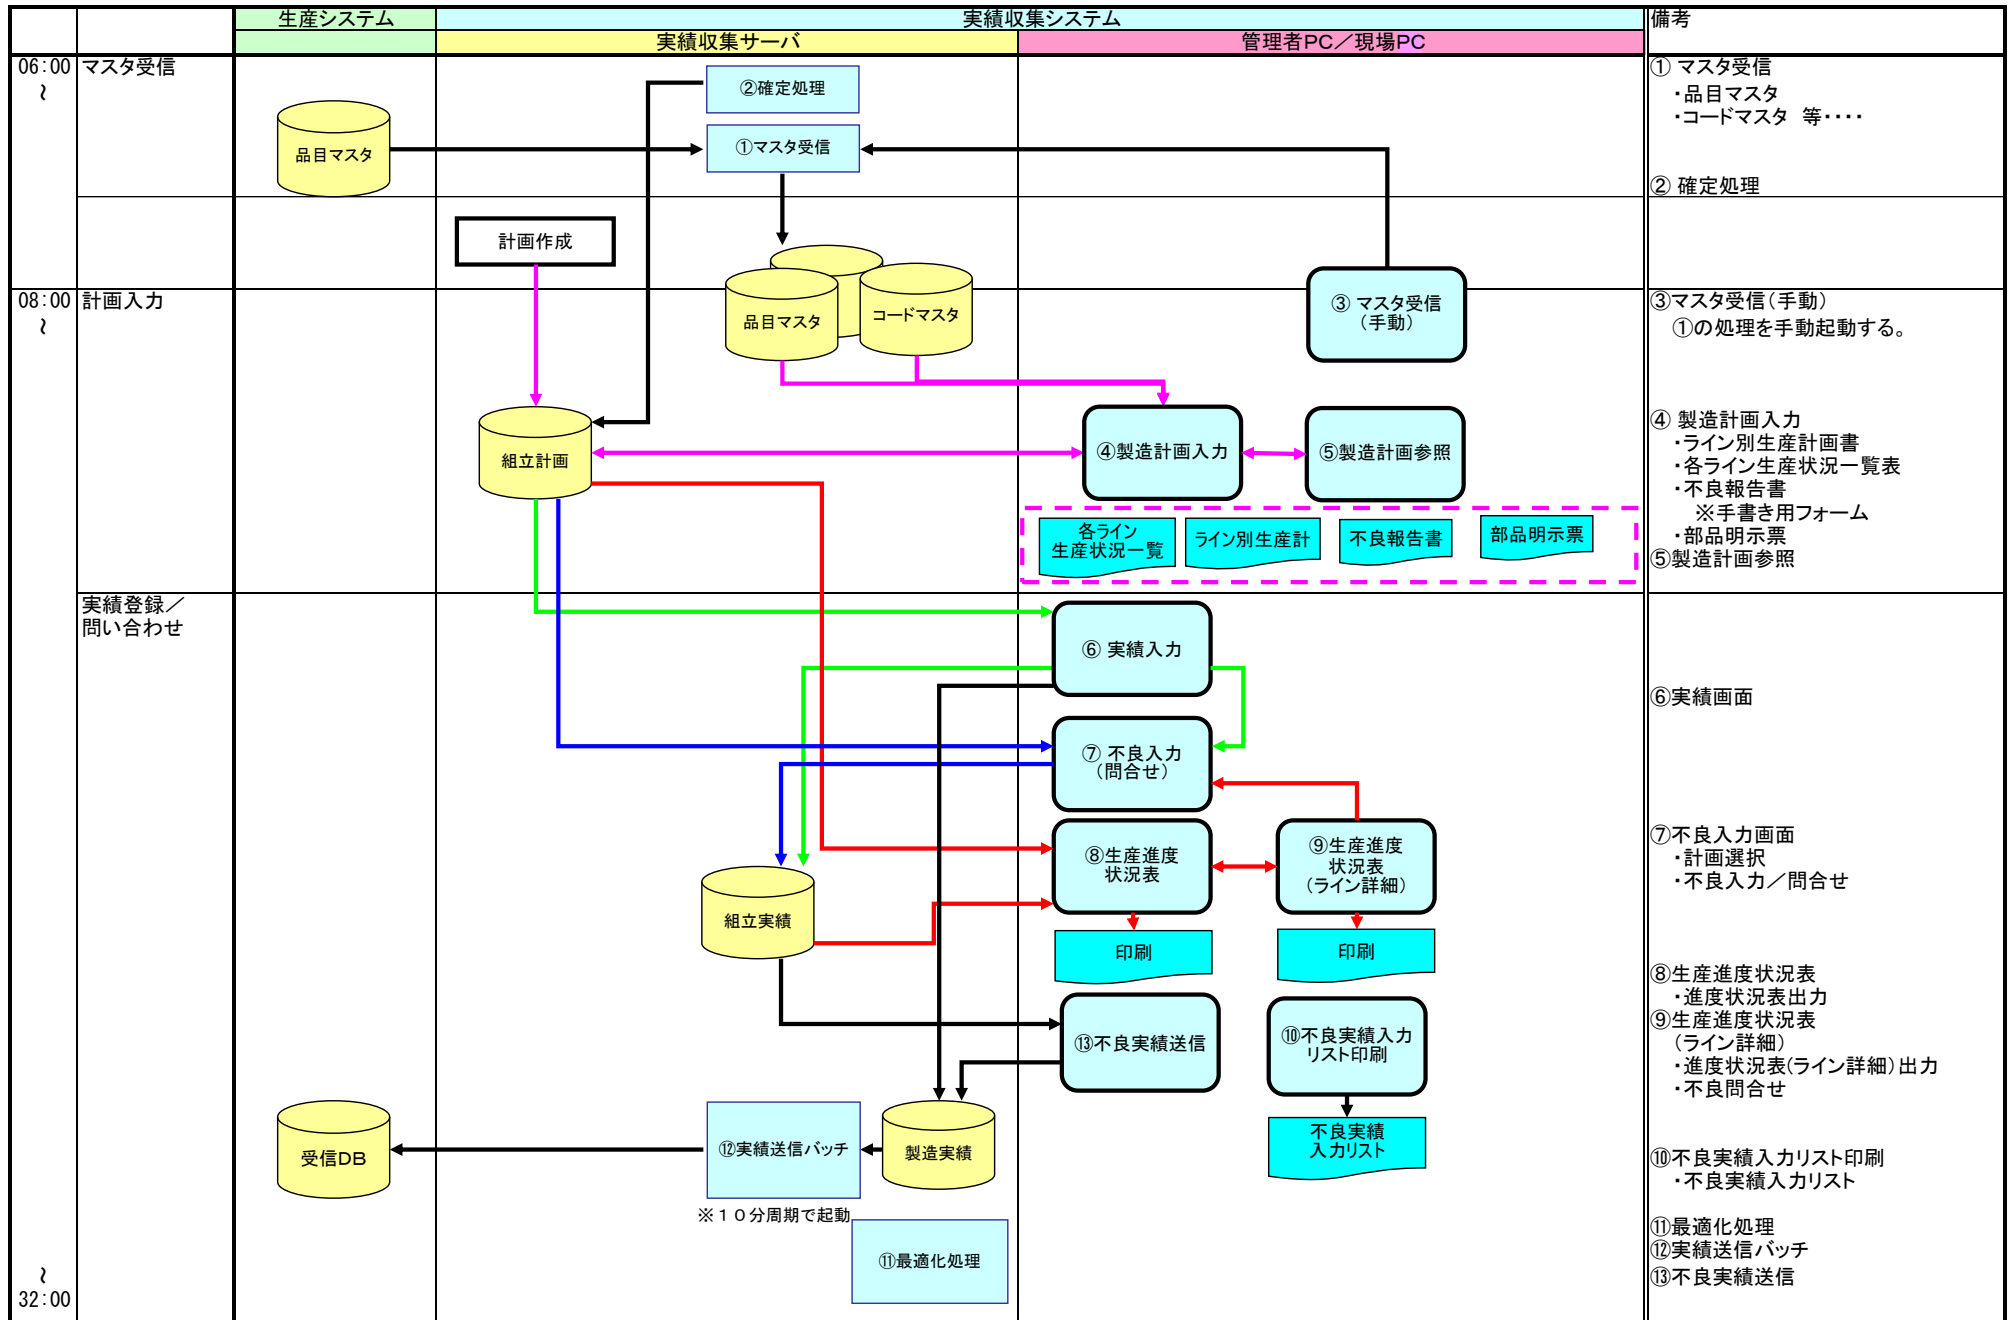 生産システム
実績収集システム
備考
実績収集サーバ
管理者PC／現場PC
06:00
～
マスタ受信
②確定処理
①マスタ受信
品目マスタ
① マスタ受信
・品目マスタ
・コードマスタ 等・・・・
② 確定処理
計画作成
08:00
～
計画入力
品目マスタ
コードマスタ
③ マスタ受信
（手動）
③マスタ受信（手動）
①の処理を手動起動する。
組立計画
④製造計画入力
⑤製造計画参照
④ 製造計画入力
・ライン別生産計画書
・各ライン生産状況一覧表
・不良報告書
※手書き用フォーム
・部品明示票
⑤製造計画参照
各ライン
生産状況一覧
ライン別生産計
不良報告書
部品明示票
実績登録／
問い合わせ
⑥ 実績入力
⑥実績画面
⑦ 不良入力
（問合せ）
⑦不良入力画面
・計画選択
・不良入力／問合せ
⑧生産進度
状況表
⑨生産進度
状況表
（ライン詳細）
組立実績
印刷
印刷
⑧生産進度状況表
・進度状況表出力
⑨生産進度状況表
（ライン詳細）
・進度状況表(ライン詳細）出力
・不良問合せ
⑬不良実績送信
⑩不良実績入力
リスト印刷
受信DB
⑫実績送信バッチ
製造実績
不良実績
入力リスト
⑩不良実績入力リスト印刷
・不良実績入力リスト
※１０分周期で起動
⑪最適化処理
⑪最適化処理
⑫実績送信バッチ
⑬不良実績送信
～
32:00